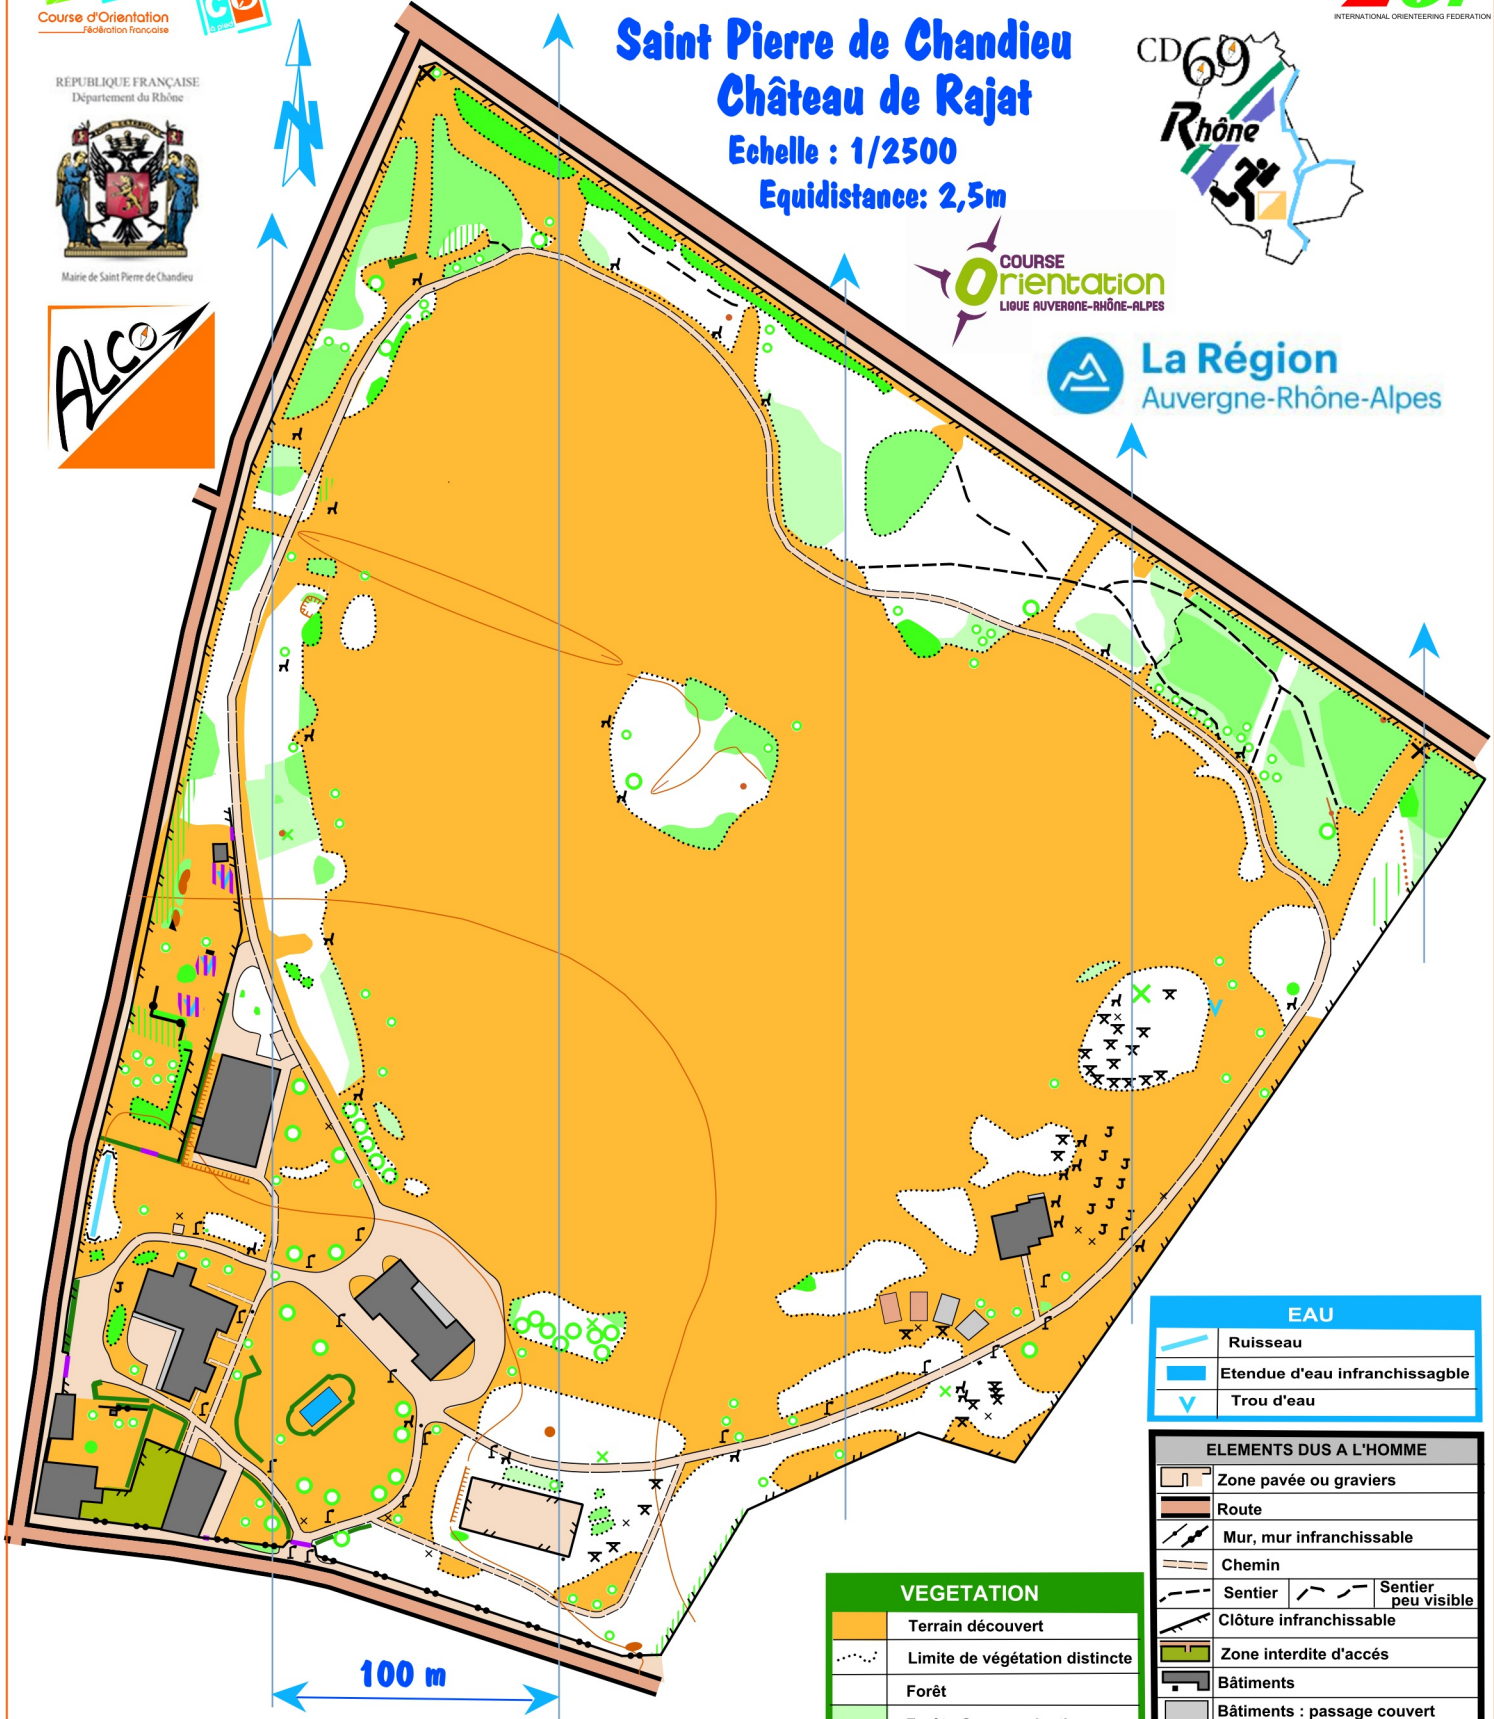 Course d'Orientation
Fédération Française
INTERNATIONAL ORIENTEERING FEDERATION
Saint Pierre de Chandieu
Château de Rajat
Echelle : 1/2500
Equidistance: 2,5m
CD69
Rhône
RÉPUBLIQUE FRANÇAISE
Département du Rhône
Mairie de Saint Pierre de Chandieu
N
COURSE
Orientation
LIGUE AUVERGNE-RHÔNE-ALPES
ALCO
La Région
Auvergne-Rhône-Alpes
EAU
Ruisseau
Etendue d'eau infranchissagble
Trou d'eau
ELEMENTS DUS A L'HOMME
Zone pavée ou graviers
Route
Mur, mur infranchissable
Chemin
Sentier
Sentier
peu visible
Clôture infranchissable
Zone interdite d'accés
Bâtiments
Bâtiments : passage couvert
VEGETATION
Terrain découvert
Limite de végétation distincte
Forêt
100 m